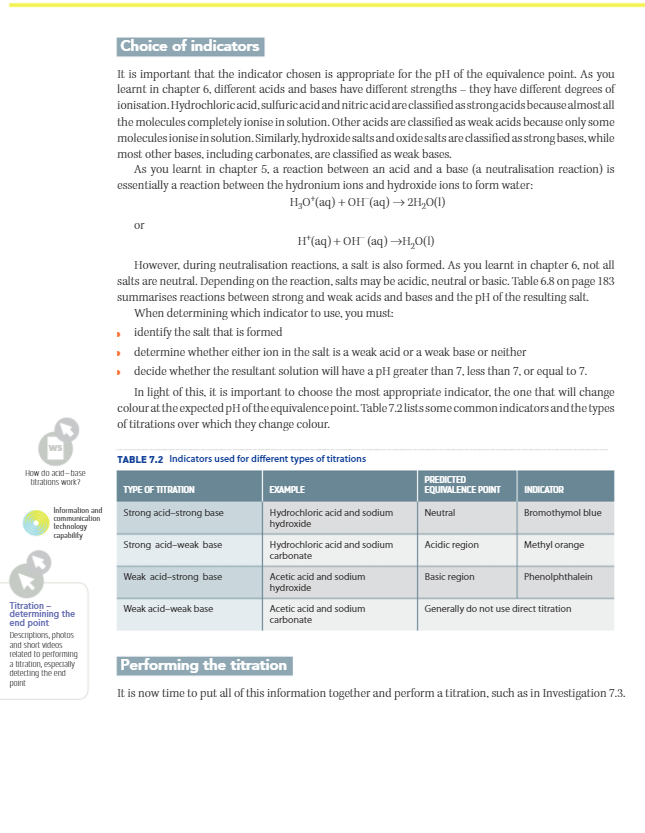 Choice of indicators
It is important that the indicator chosen is appropriate for the pH of the equivalence point. As you
learnt in chapter 6, different acids and bases have different strengths – they have different degrees of
ionisation. Hydrochloric acid, sulfuric acid and nitric acid are classified as strong acids because almost all
the molecules completely ionise in solution. Other acids are classified as weak acids because only some
molecules ionise in solution. Similarly, hydroxide salts and oxide salts are classified as strong bases, while
most other bases, including carbonates, are classified as weak bases.
As you learnt in chapter 5, a reaction between an acid and a base (a neutralisation reaction) is
essentially a reaction between the hydronium ions and hydroxide ions to form water:
H₃O⁺(aq) + OH⁻(aq) → 2H₂O(l)
or
H⁺(aq) + OH⁻ (aq) →H₂O(l)
However, during neutralisation reactions, a salt is also formed. As you learnt in chapter 6, not all
salts are neutral. Depending on the reaction, salts may be acidic, neutral or basic. Table 6.8 on page 183
summarises reactions between strong and weak acids and bases and the pH of the resulting salt.
When determining which indicator to use, you must:
identify the salt that is formed
determine whether either ion in the salt is a weak acid or a weak base or neither
decide whether the resultant solution will have a pH greater than 7, less than 7, or equal to 7.
In light of this, it is important to choose the most appropriate indicator, the one that will change
colour at the expected pH of the equivalence point. Table 7.2 lists some common indicators and the types
of titrations over which they change colour.
WS
How do acid–base
titrations work?
Information and
communication
technology
capability
Titration –
determining the
end point
Descriptions, photos
and short videos
related to performing
a titration, especially
detecting the end
point
TABLE 7.2 Indicators used for different types of titrations
TYPE OF TITRATION EXAMPLE PREDICTED EQUIVALENCE POINT INDICATOR
Strong acid–strong base Hydrochloric acid and sodium hydroxide Neutral Bromothymol blue
Strong acid–weak base Hydrochloric acid and sodium carbonate Acidic region Methyl orange
Weak acid–strong base Acetic acid and sodium hydroxide Basic region Phenolphthalein
Weak acid–weak base Acetic acid and sodium carbonate Generally do not use direct titration
Performing the titration
It is now time to put all of this information together and perform a titration, such as in Investigation 7.3.